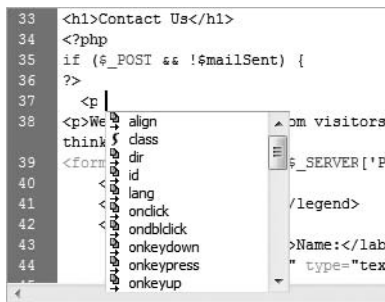 33 <h1>Contact Us</h1>
34 <?php
35 if ($_POST && !$mailSent) {
36 ?>
37 <p
38 <p>We om visitors
think
39 <form $_SERVER['P
40 <
41 < /legend>
42 <
43 >Name:</lab
44 " type="tex
align
class
dir
id
lang
onclick
ondblclick
onkeydown
onkeypress
onkeyup